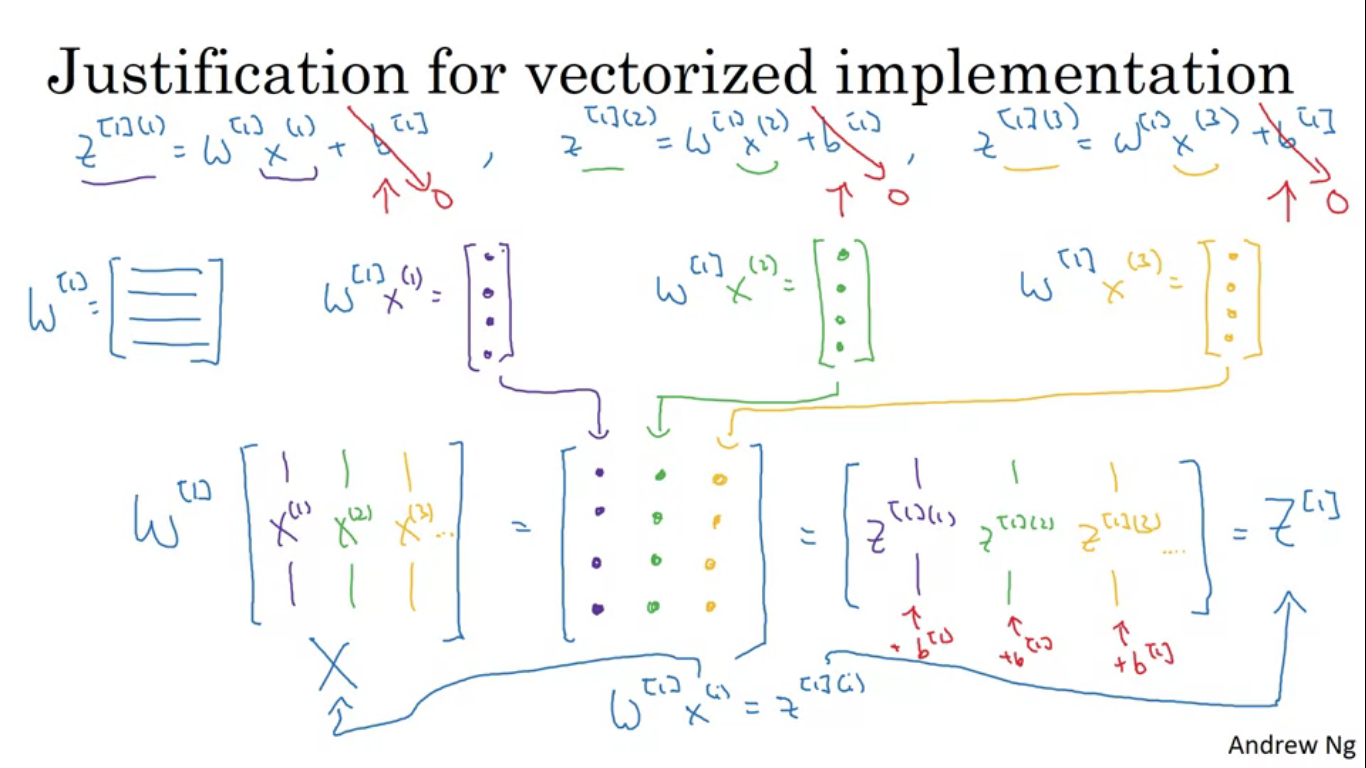 Justification for vectorized implementation
z^{[1](1)} = W^{[1]} x^{(1)} + b^{[1]} , z^{[1](2)} = W^{[1]} x^{(2)} + b^{[1]} , z^{[1](3)} = W^{[1]} x^{(3)} + b^{[1]}
0 0 0
W^{[1]} = W^{[1]} x^{(1)} = W^{[1]} x^{(2)} = W^{[1]} x^{(3)} =
W^{[1]} [ x^{(1)} x^{(2)} x^{(3)} ... ] = = [ z^{[1](1)} z^{[1](2)} z^{[1](3)} .... ] = Z^{[1]}
+ b^{[1]} + b^{[1]} + b^{[1]}
X
W^{[1]} x^{(i)} = z^{[1](i)}
Andrew Ng